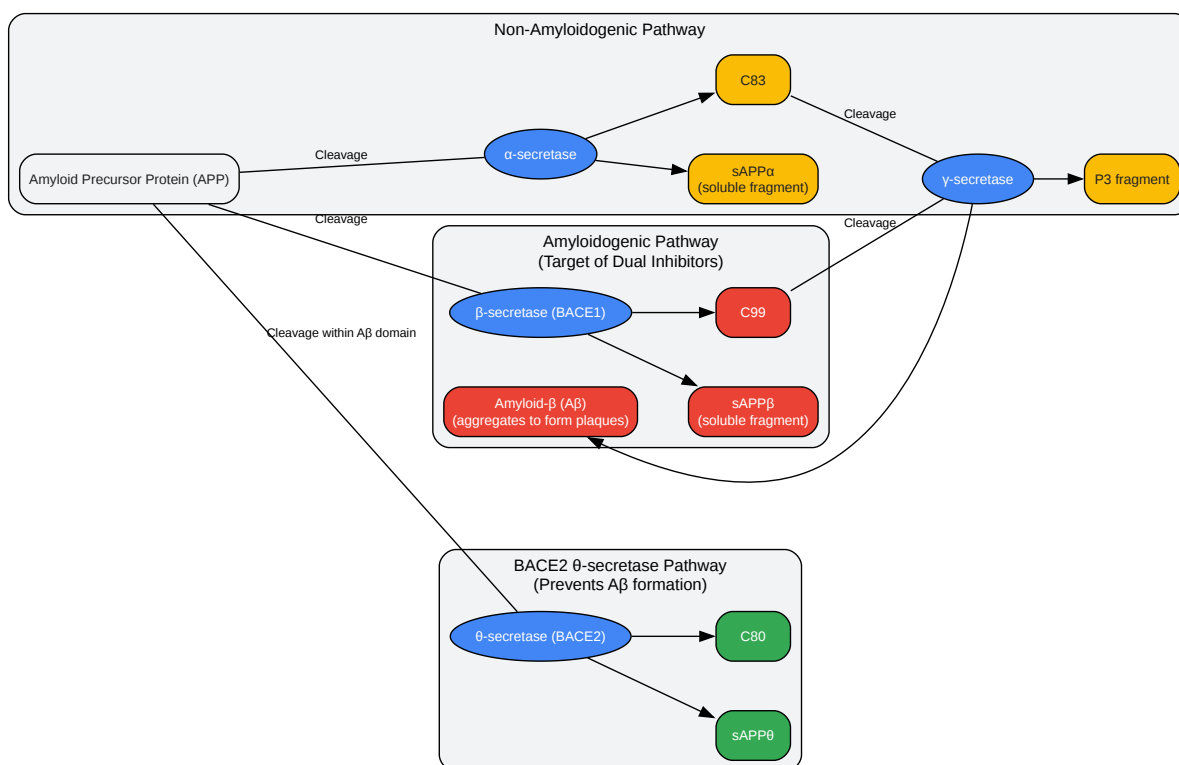 Non-Amyloidogenic Pathway
C83
Cleavage
Cleavage
α-secretase
Amyloid Precursor Protein (APP)
sAPPα
(soluble fragment)
γ-secretase
P3 fragment
Cleavage
Cleavage
Amyloidogenic Pathway
(Target of Dual Inhibitors)
β-secretase (BACE1)
C99
Cleavage within Aβ domain
Amyloid-β (Aβ)
(aggregates to form plaques)
sAPPβ
(soluble fragment)
BACE2 θ-secretase Pathway
(Prevents Aβ formation)
θ-secretase (BACE2)
C80
sAPPθ